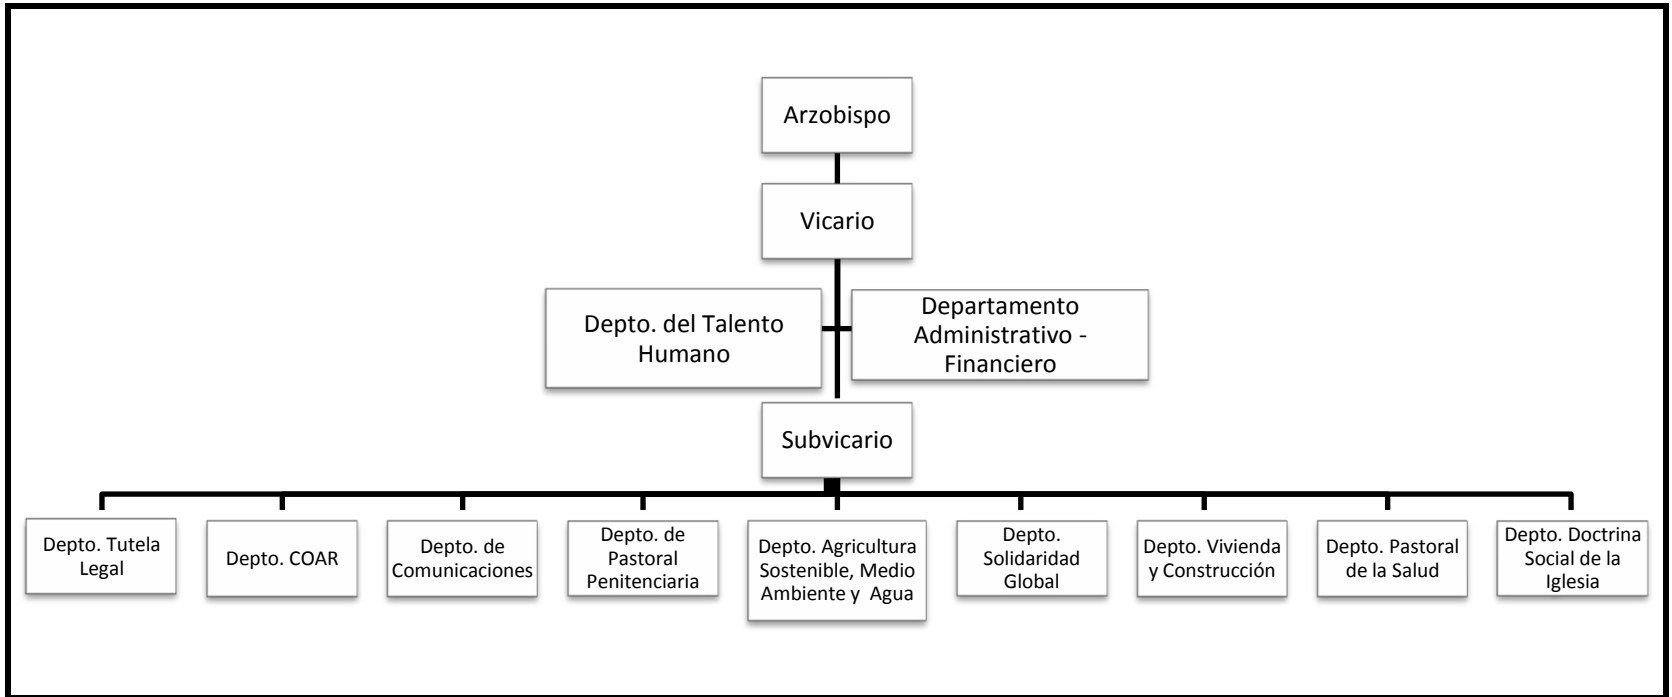 Arzobispo
Vicario
Depto. del Talento
Humano
Departamento
Administrativo -
Financiero
Subvicario
Depto. Tutela
Legal
Depto. COAR
Depto. de
Comunicaciones
Depto. de
Pastoral
Penitenciaria
Depto. Agricultura
Sostenible, Medio
Ambiente y Agua
Depto.
Solidaridad
Global
Depto. Vivienda
y Construcción
Depto. Pastoral
de la Salud
Depto. Doctrina
Social de la
Iglesia